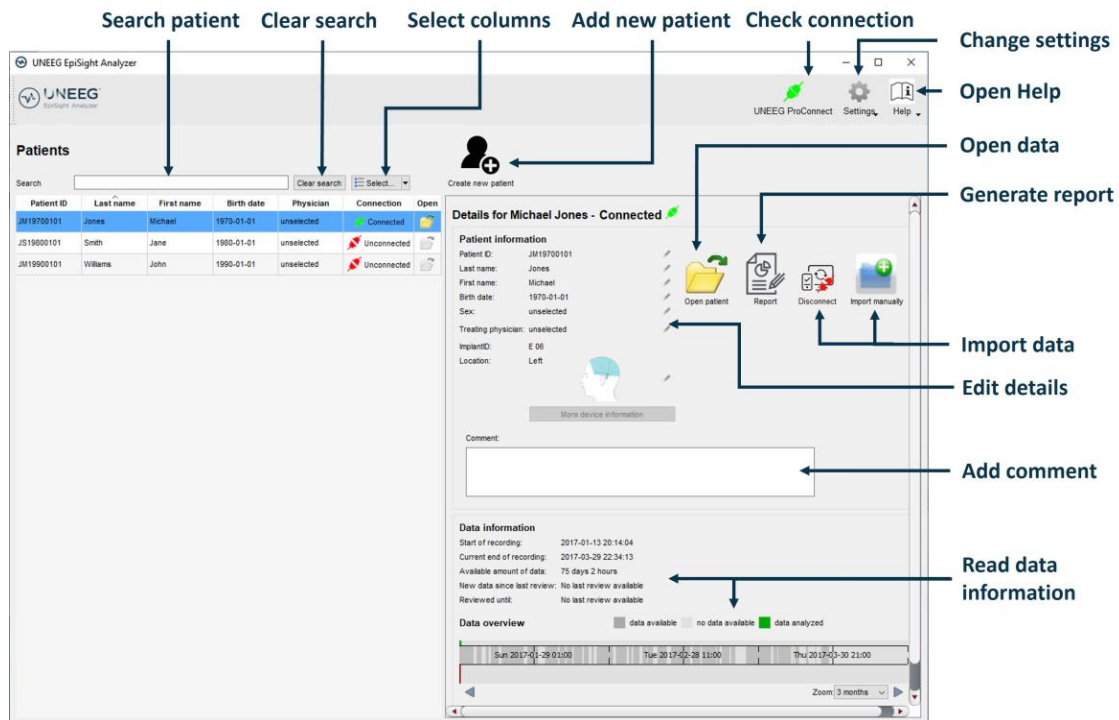 Search patient
Clear search
Select columns
Add new patient
Check connection
Change settings
Open Help
Open data
Generate report
Import data
Edit details
Add comment
Read data
information
UNEEG EpiSight Analyzer
UNEEG
EpiSight Analyzer
UNEEG ProConnect
Settings
Help
Patients
Search
Clear search
Select...
Create new patient
Patient ID Last name First name Birth date Physician Connection Open
JM19700101 Jones Michael 1970-01-01 unselected Connected
JS19800101 Smith Jane 1980-01-01 unselected Unconnected
JM19900101 Williams John 1990-01-01 unselected Unconnected
Details for Michael Jones - Connected
Patient information
Patient ID: JM19700101
Last name: Jones
First name: Michael
Birth date: 1970-01-01
Sex: unselected
Treating physician: unselected
ImplantID: E 06
Location: Left
More device information
Open patient
Report
Disconnect
Import manually
Comment:
Data information
Start of recording: 2017-01-13 20:14:04
Current end of recording: 2017-03-29 22:34:13
Available amount of data: 75 days 2 hours
New data since last review: No last review available
Reviewed until: No last review available
Data overview
data available no data available data analyzed
Sun 2017-01-29 01:00 Tue 2017-02-28 11:00 Thu 2017-03-30 21:00
Zoom: 3 months